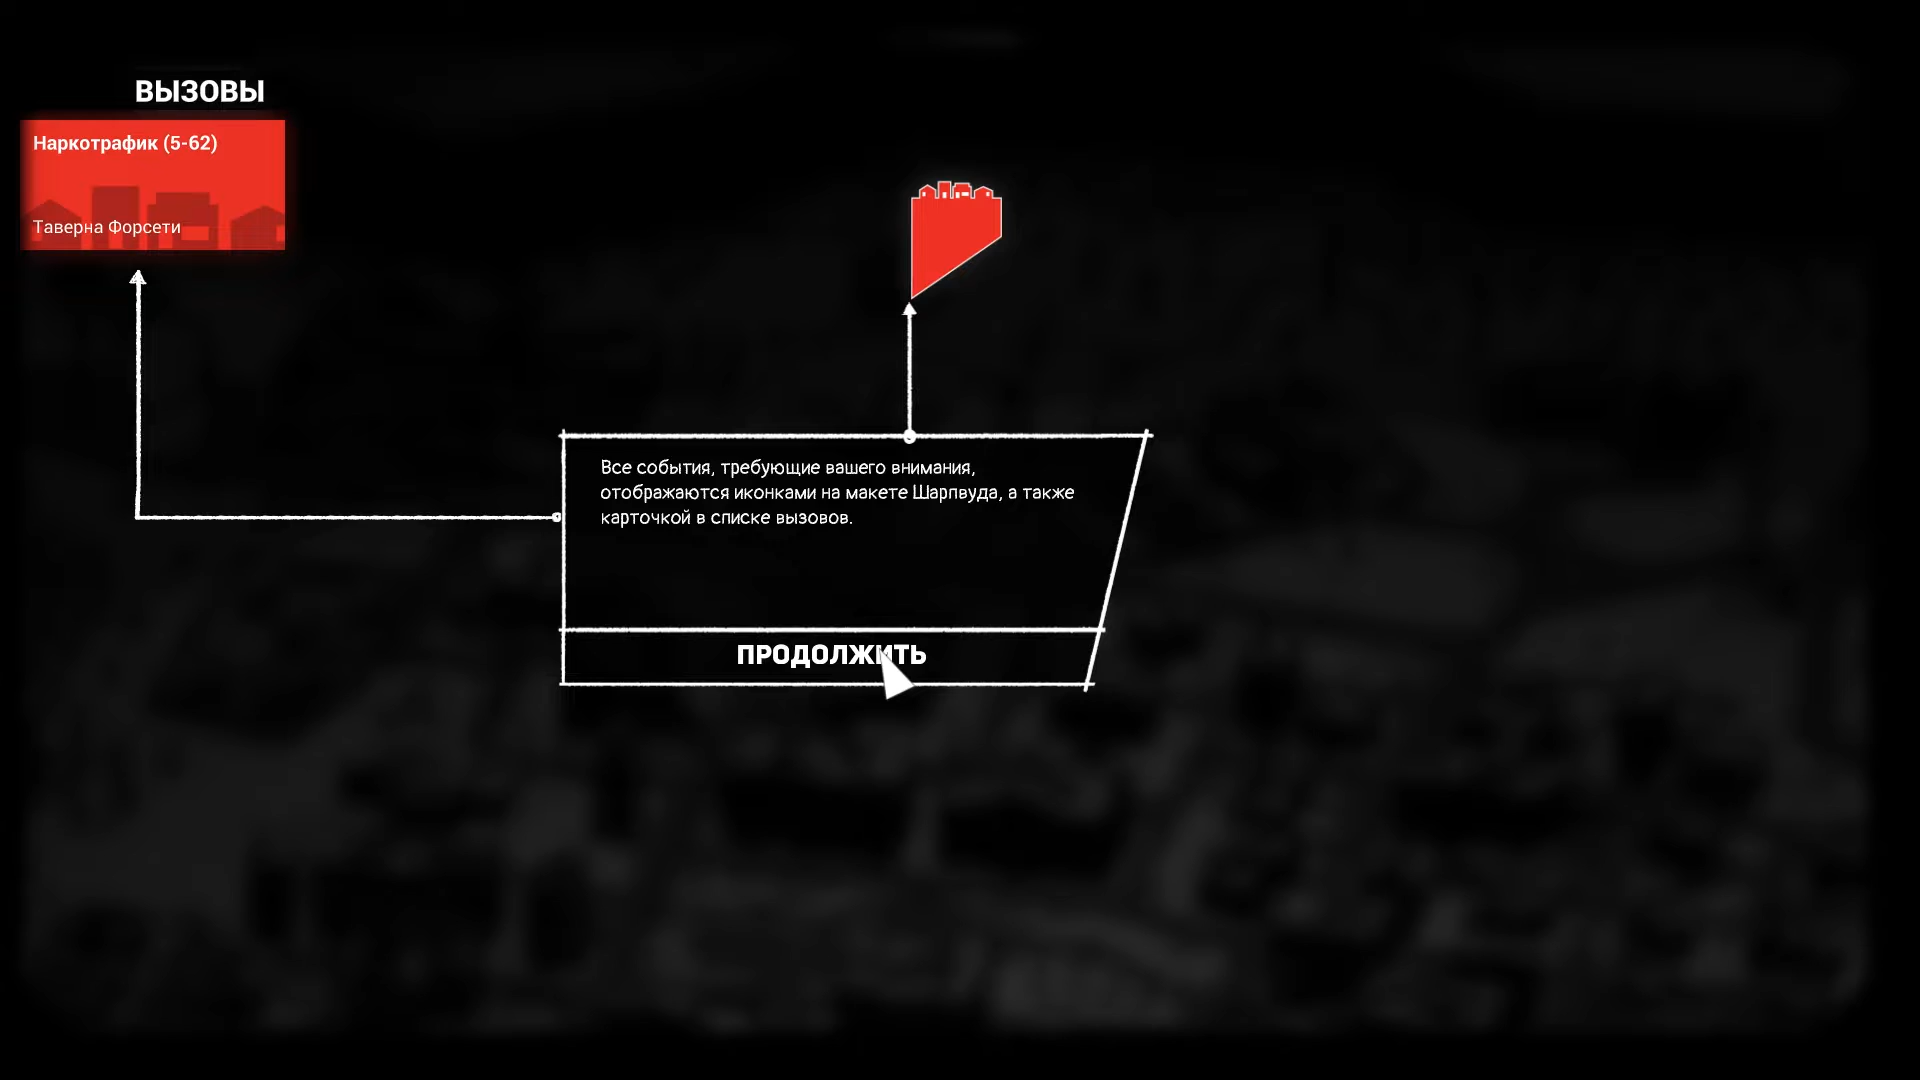 ВЫЗОВЫ
Наркотрафик (5-62)
Таверна Форсети
Все события, требующие вашего внимания,
отображаются иконками на макете Шарпвуда, а также
карточкой в списке вызовов.
ПРОДОЛЖИТЬ